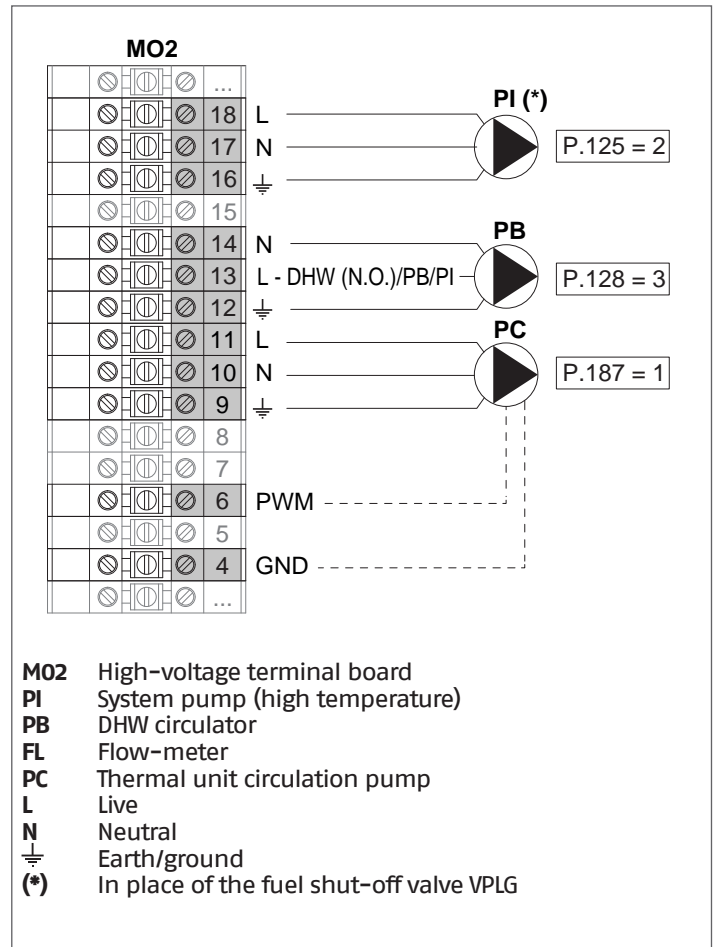 MO2
...
18 L PI (*)
17 N P.125 = 2
16 ⏚
15
14 N PB
13 L - DHW (N.O.)/PB/PI P.128 = 3
12 ⏚
11 L PC
10 N P.187 = 1
9 ⏚
8
7
6 PWM
5
4 GND
...
M02 High-voltage terminal board
PI System pump (high temperature)
PB DHW circulator
FL Flow-meter
PC Thermal unit circulation pump
L Live
N Neutral
⏚ Earth/ground
(*) In place of the fuel shut-off valve VPLG